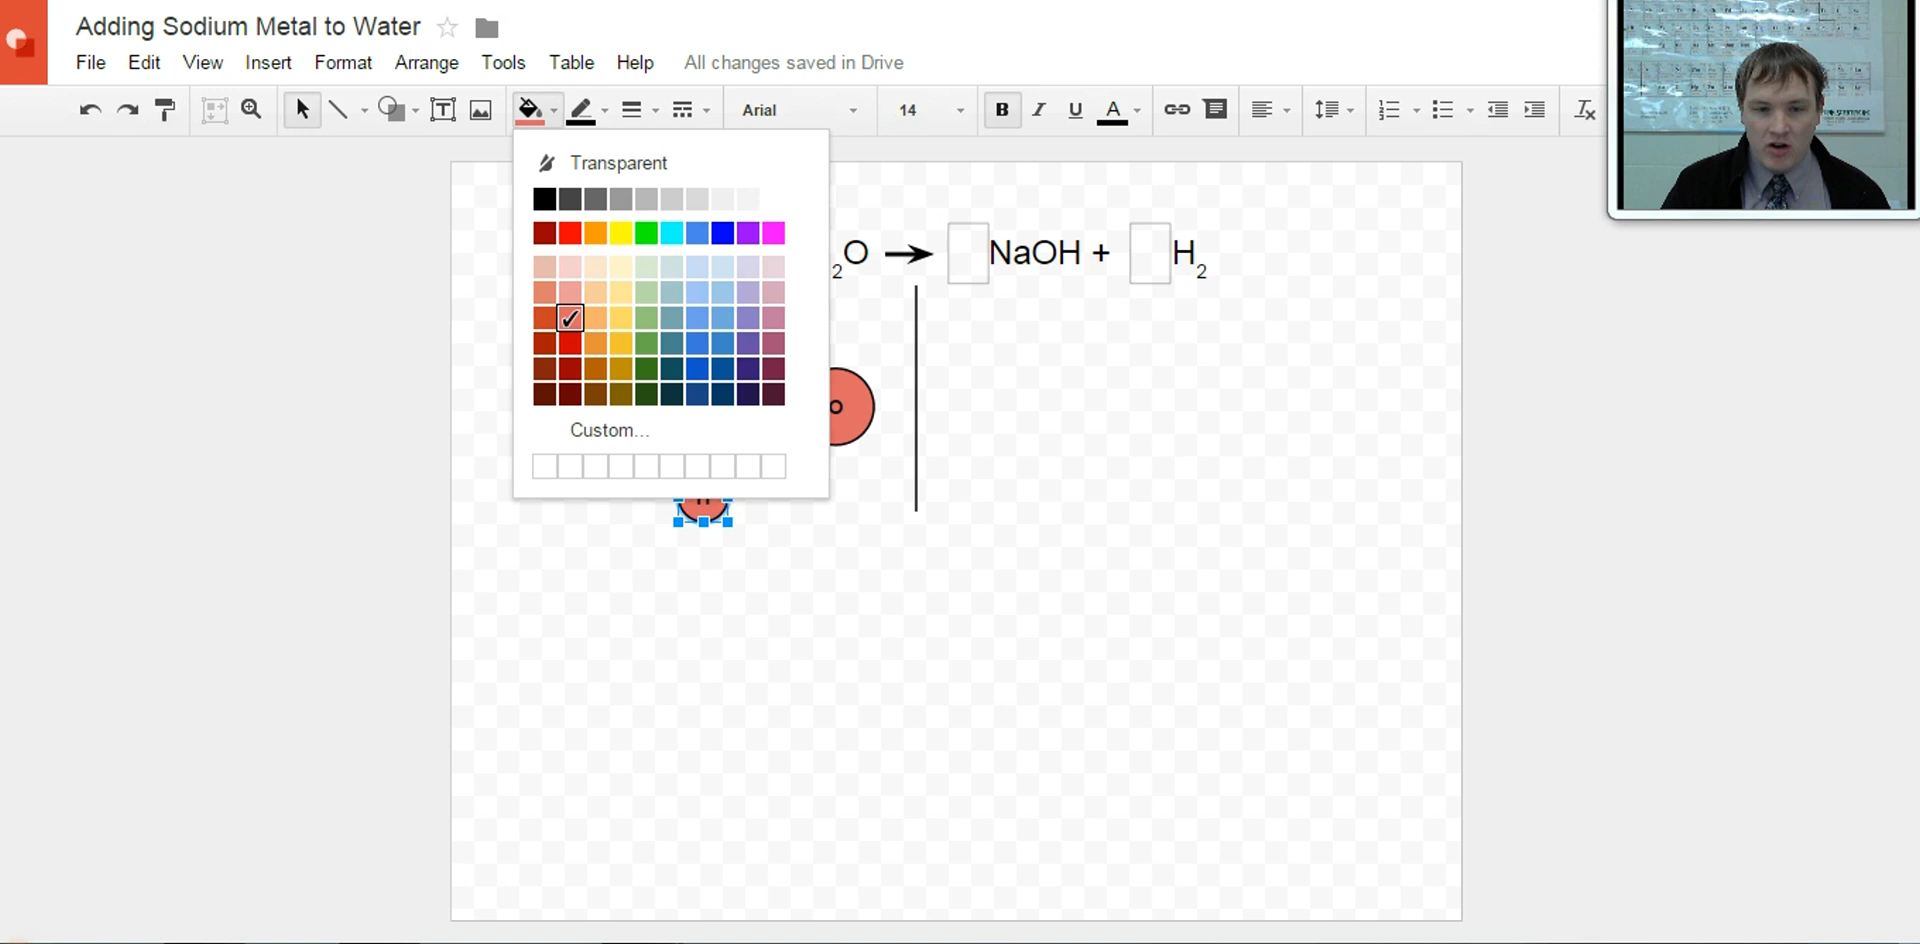 Adding Sodium Metal to Water
File Edit View Insert Format Arrange Tools Table Help All changes saved in Drive
T Arial 14 B I U A
Transparent
₂O → NaOH + H₂
O
Custom...